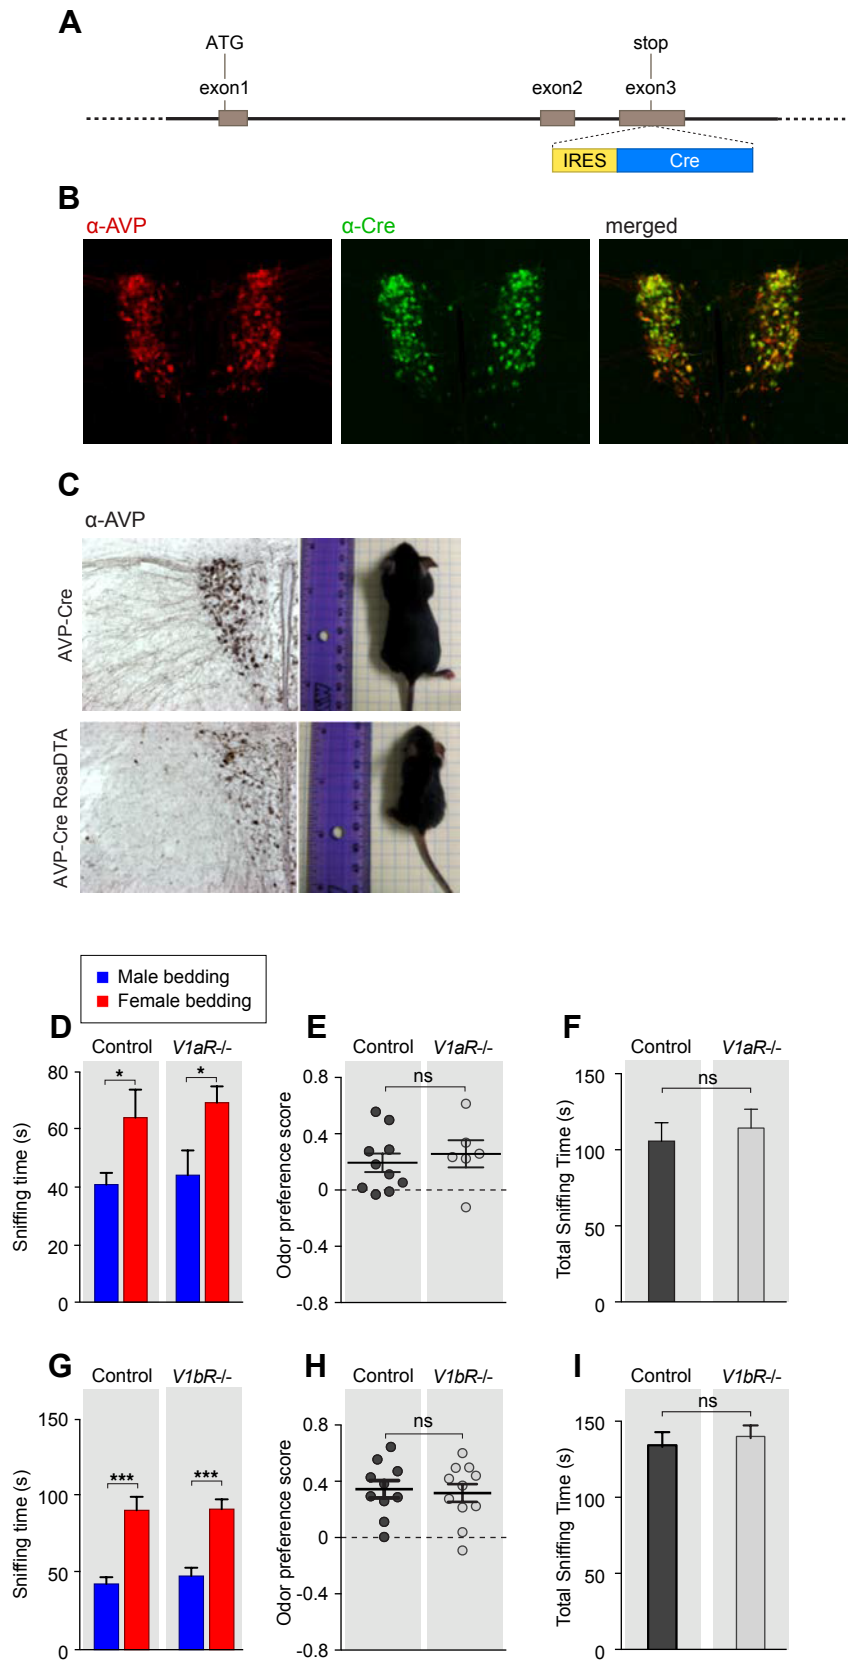 A
ATG
stop
exon1
exon2
exon3
IRES
Cre
B
α-AVP
α-Cre
merged
C
α-AVP
AVP-Cre
AVP-Cre RosaDTA
Male bedding
Female bedding
D
E
F
Control
V1aR-/-
Control
V1aR-/-
Control
V1aR-/-
Sniffing time (s)
80
60
40
20
0
*
*
Odor preference score
0.8
0.4
0
-0.4
-0.8
ns
Total Sniffing Time (s)
150
100
50
0
ns
G
H
I
Control
V1bR-/-
Control
V1bR-/-
Control
V1bR-/-
Sniffing time (s)
150
100
50
0
***
***
Odor preference score
0.8
0.4
0
-0.4
-0.8
ns
Total Sniffing Time (s)
150
100
50
0
ns